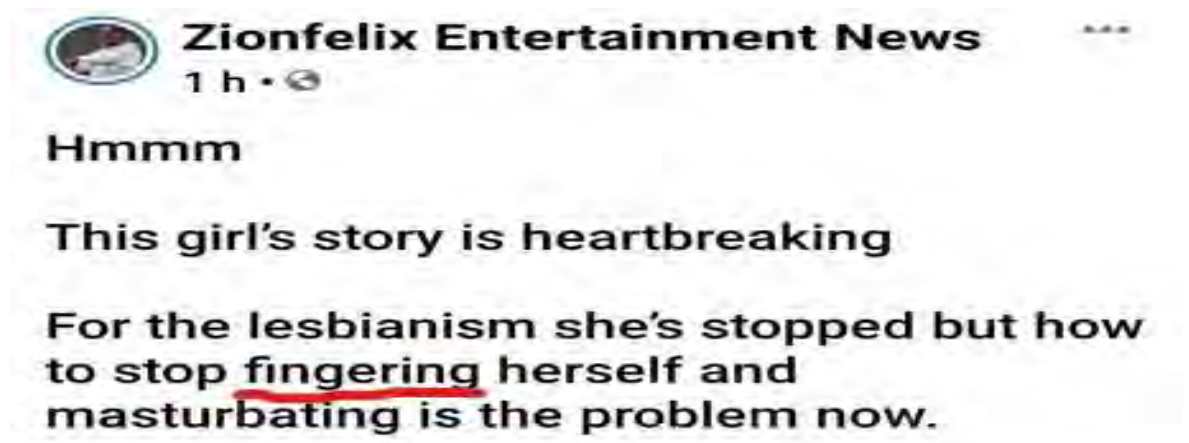 Zionfelix Entertainment News
1 h ·
Hmmm
This girl's story is heartbreaking
For the lesbianism she's stopped but how
to stop fingering herself and
masturbating is the problem now.